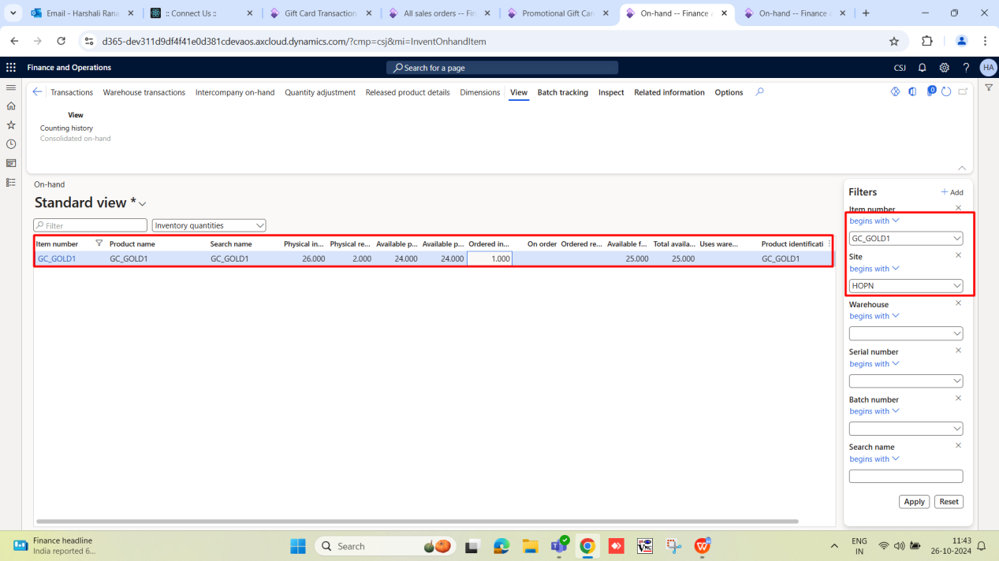 Email - Harshali Rana
:: Connect Us ::
Gift Card Transaction
All sales orders -- Fin
Promotional Gift Car
On-hand -- Finance a
On-hand -- Finance a
d365-dev311d9df4f41e0d381cdevaos.axcloud.dynamics.com/?cmp=csj&mi=InventOnhandItem
Finance and Operations
Search for a page
CSJ
HA
Transactions Warehouse transactions Intercompany on-hand Quantity adjustment Released product details Dimensions View Batch tracking Inspect Related information Options
0
View
Counting history
Consolidated on-hand
On-hand
Standard view *
Filter
Inventory quantities
Item number Product name Search name Physical in... Physical re... Available p... Available p... Ordered in... On order Ordered re... Available f... Total availa... Uses ware... Product identificati
GC_GOLD1 GC_GOLD1 GC_GOLD1 26.000 2.000 24.000 24.000 1.000 25.000 25.000 GC_GOLD1
Filters
Add
Item number
begins with
GC_GOLD1
Site
begins with
HOPN
Warehouse
begins with
Serial number
begins with
Batch number
begins with
Search name
begins with
Apply
Reset
Finance headline
India reported 6...
Search
ENG
IN
11:43
26-10-2024